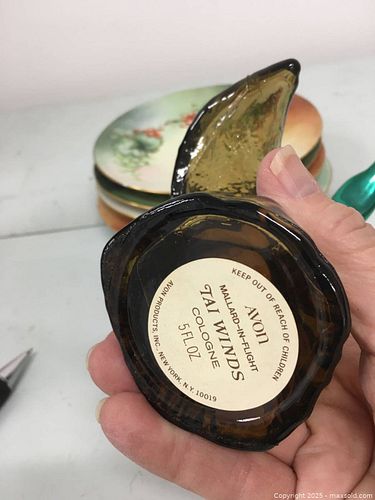 KEEP OUT OF REACH OF CHILDREN
AVON
MALLARD-IN-FLIGHT
TAI WINDS
COLOGNE
5 FL OZ
AVON PRODUCTS, INC., NEW YORK, N.Y. 10019
Copyright 2025 - maxsold.com